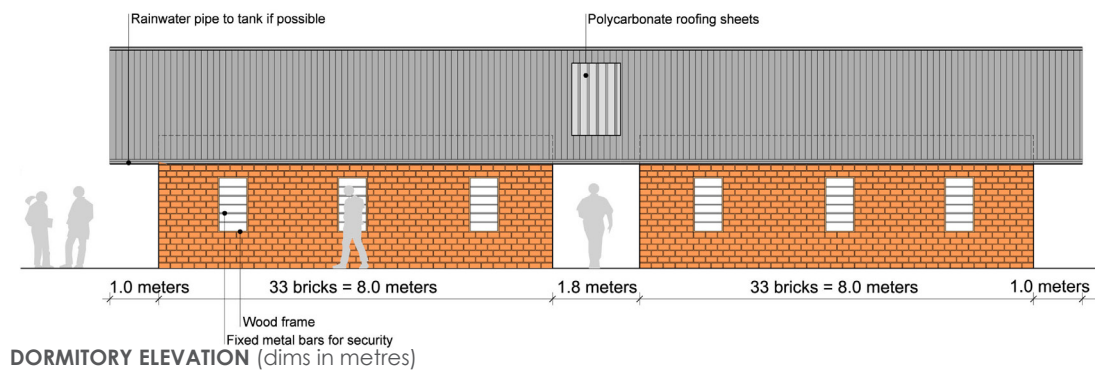 Rainwater pipe to tank if possible
Polycarbonate roofing sheets
1.0 meters
33 bricks = 8.0 meters
1.8 meters
33 bricks = 8.0 meters
1.0 meters
Wood frame
Fixed metal bars for security
DORMITORY ELEVATION (dims in metres)